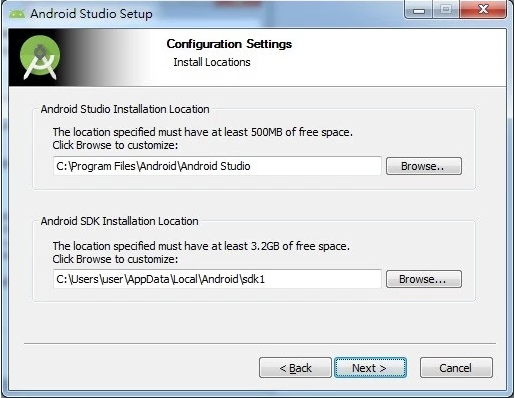 Android Studio Setup
Configuration Settings
Install Locations
Android Studio Installation Location
The location specified must have at least 500MB of free space.
Click Browse to customize:
C:\Program Files\Android\Android Studio
Browse..
Android SDK Installation Location
The location specified must have at least 3.2GB of free space.
Click Browse to customize:
C:\Users\user\AppData\Local\Android\sdk1
Browse...
< Back
Next >
Cancel